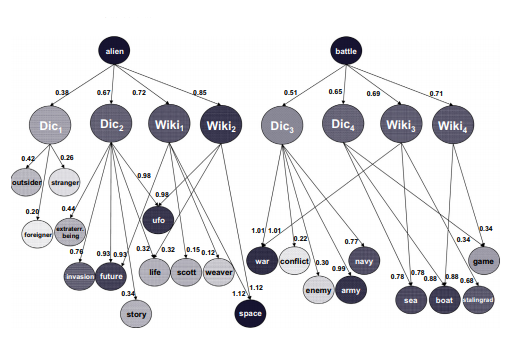 alien battle
0.38 0.67 0.72 0.85 0.51 0.65 0.69 0.71
Dic1 Dic2 Wiki1 Wiki2 Dic3 Dic4 Wiki3 Wiki4
0.42 0.26 0.98
outsider stranger
0.44 0.98
0.20 ufo
foreigner extraterr. being
1.01 1.01 0.22 0.77 0.34 0.34
0.76 0.93 0.93 0.32 0.32 0.15 0.12
war conflict navy game
invasion future life scott weaver
0.30 0.99 0.78 0.78 0.88 0.88 0.68
enemy army
0.34 1.12 1.12
sea boat stalingrad
story space